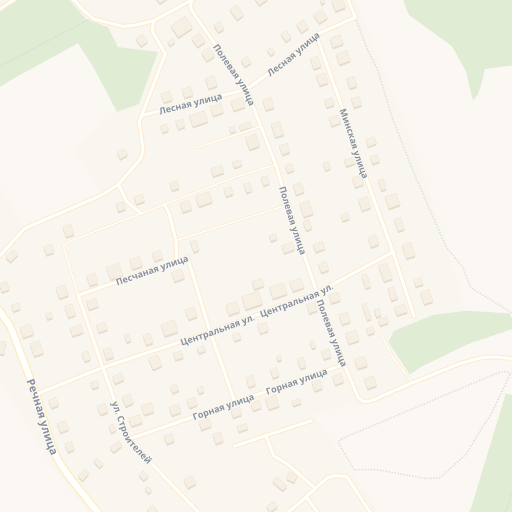 Полевая улица
Лесная улица
Лесная улица
Минская улица
Полевая улица
Песчаная улица
Центральная ул.
Центральная ул.
Полевая улица
Горная улица
Горная улица
Речная улица
ул. Строителей